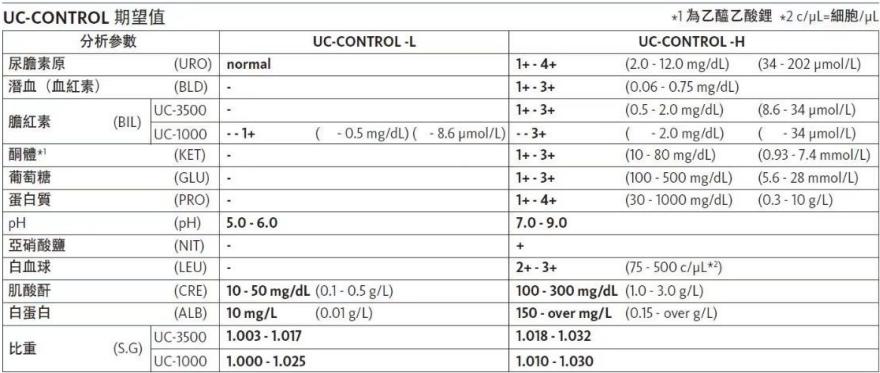 UC-CONTROL 期望值 *1 為乙醯乙酸鋰 *2 c/μL=細胞/μL
分析參數 UC-CONTROL -L UC-CONTROL -H
尿膽素原 (URO) normal 1+ - 4+ (2.0 - 12.0 mg/dL) (34 - 202 μmol/L)
潛血（血紅素） (BLD) - 1+ - 3+ (0.06 - 0.75 mg/dL)
膽紅素 (BIL) UC-3500 - 1+ - 3+ (0.5 - 2.0 mg/dL) (8.6 - 34 μmol/L)
UC-1000 - - 1+ ( - 0.5 mg/dL) ( - 8.6 μmol/L) - - 3+ ( - 2.0 mg/dL) ( - 34 μmol/L)
酮體*1 (KET) - 1+ - 3+ (10 - 80 mg/dL) (0.93 - 7.4 mmol/L)
葡萄糖 (GLU) - 1+ - 3+ (100 - 500 mg/dL) (5.6 - 28 mmol/L)
蛋白質 (PRO) - 1+ - 4+ (30 - 1000 mg/dL) (0.3 - 10 g/L)
pH (pH) 5.0 - 6.0 7.0 - 9.0
亞硝酸鹽 (NIT) - +
白血球 (LEU) - 2+ - 3+ (75 - 500 c/μL*2)
肌酸酐 (CRE) 10 - 50 mg/dL (0.1 - 0.5 g/L) 100 - 300 mg/dL (1.0 - 3.0 g/L)
白蛋白 (ALB) 10 mg/L (0.01 g/L) 150 - over mg/L (0.15 - over g/L)
比重 (S.G) UC-3500 1.003 - 1.017 1.018 - 1.032
UC-1000 1.000 - 1.025 1.010 - 1.030